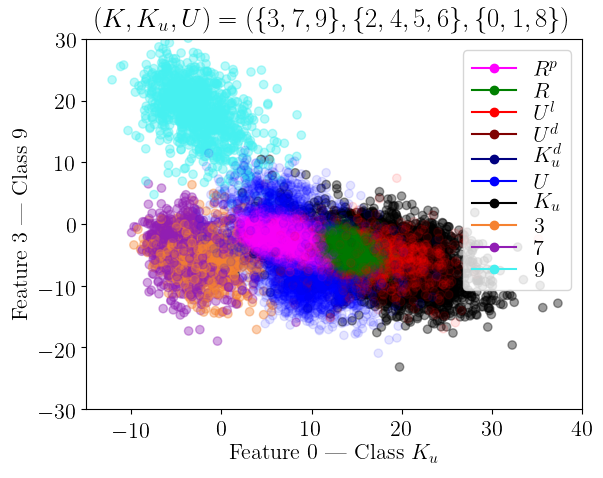 (K, K_u, U) = ({3, 7, 9}, {2, 4, 5, 6}, {0, 1, 8})
R^p
R
U^l
U^d
K_u^d
U
K_u
3
7
9
30
20
10
0
−10
−20
−30
Feature 3 — Class 9
−10 0 10 20 30 40
Feature 0 — Class K_u